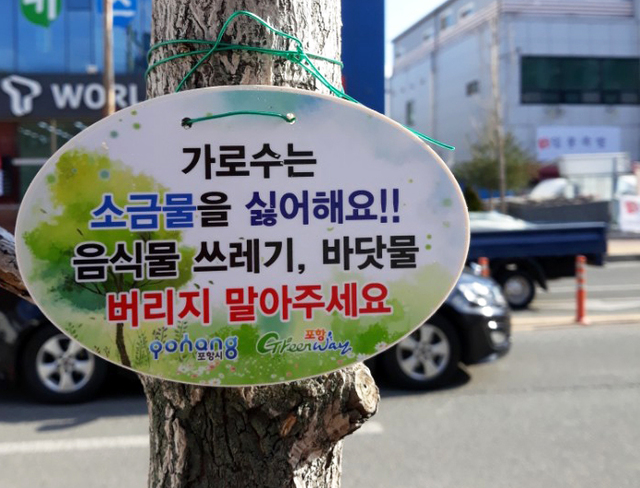 WORL
가로수는
소금물을 싫어해요!!
음식물 쓰레기, 바닷물
버리지 말아주세요
pohang 포항시
포항 GreenWay